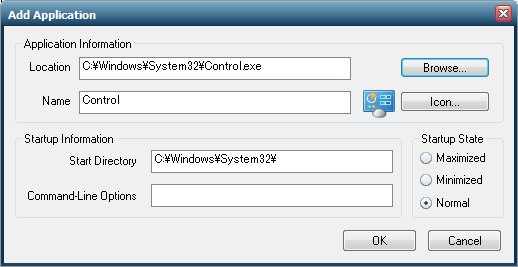 Add Application
Application Information
Location
C:¥Windows¥System32¥Control.exe
Browse...
Name
Control
Icon...
Startup Information
Start Directory
C:¥Windows¥System32¥
Command-Line Options
Startup State
Maximized
Minimized
Normal
OK
Cancel